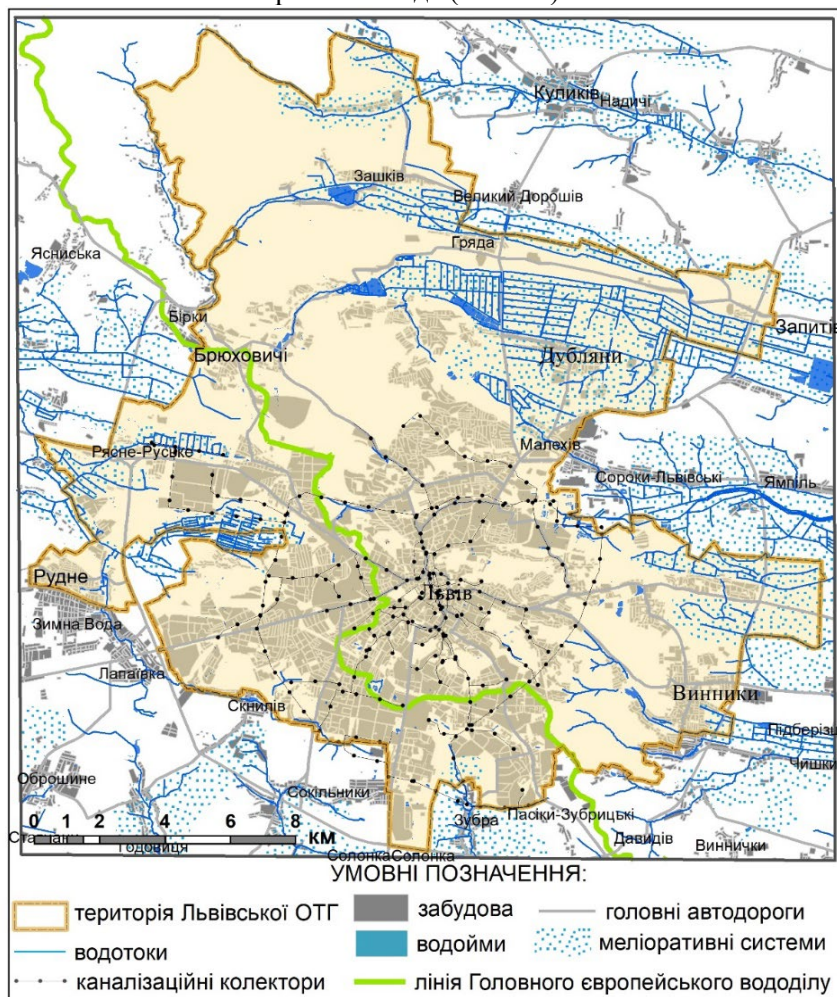 Куликів
Надичі
Зашків
Великий Дорошів
Гряда
Ясниська
Бірки
Брюховичі
Запитів
Дубляни
Малехів
Рясне-Руське
Сороки-Львівські
Ямпіль
Рудне
Львів
Зимна Вода
Лапаївка
Винники
Скнилів
Підберізц
Чишки
Оброшине
Сокільники
Пасіки-Зубрицькі
0 1 2 4 6 8
КМ
Зубра
Давидів
Виннички
Годовиця
Солонка
Солонка
УМОВНІ ПОЗНАЧЕННЯ:
територія Львівської ОТГ
забудова
головні автодороги
водотоки
водойми
меліоративні системи
каналізаційні колектори
лінія Головного європейського вододілу